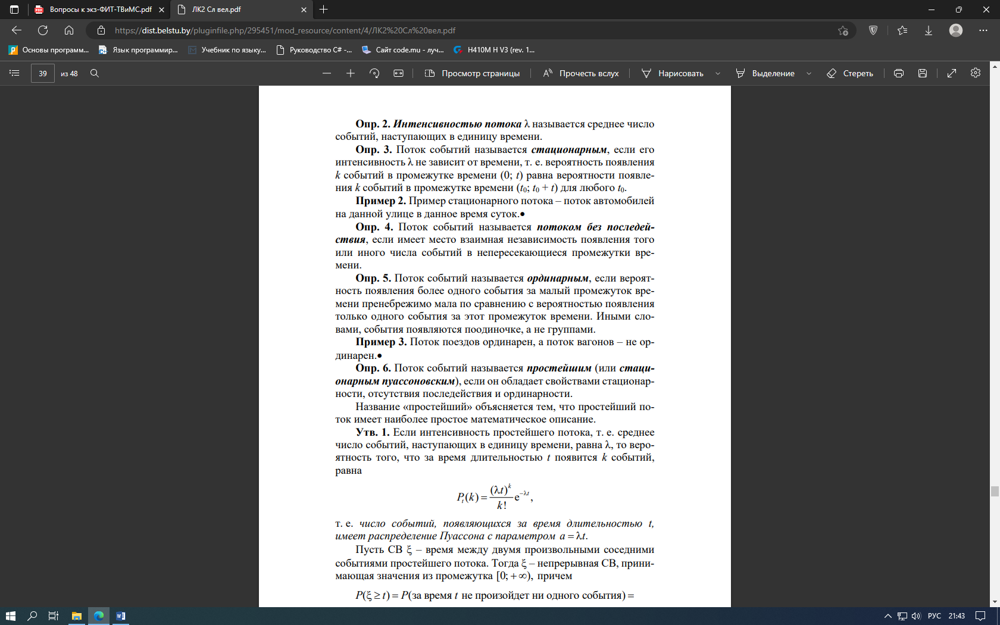 Вопросы к экз-ФИТ-ТВиМС.pdf
ЛК2 Сл вел.pdf
https://dist.belstu.by/pluginfile.php/295451/mod_resource/content/4/ЛК2%20Сл%20вел.pdf
Основы програмm...
Язык программир...
Учебник по языку...
Руководство C# -...
Сайт code.mu - луч...
H410M H V3 (rev. 1...
39 из 48
Просмотр страницы
Прочесть вслух
Нарисовать
Выделение
Стереть
Опр. 2. Интенсивностью потока λ называется среднее число
событий, наступающих в единицу времени.
Опр. 3. Поток событий называется стационарным, если его
интенсивность λ не зависит от времени, т. е. вероятность появления
k событий в промежутке времени (0; t) равна вероятности появле-
ния k событий в промежутке времени (t₀; t₀ + t) для любого t₀.
Пример 2. Пример стационарного потока – поток автомобилей
на данной улице в данное время суток.●
Опр. 4. Поток событий называется потоком без последей-
ствия, если имеет место взаимная независимость появления того
или иного числа событий в непересекающиеся промежутки вре-
мени.
Опр. 5. Поток событий называется ординарным, если вероят-
ность появления более одного события за малый промежуток вре-
мени пренебрежимо мала по сравнению с вероятностью появления
только одного события за этот промежуток времени. Иными сло-
вами, события появляются поодиночке, а не группами.
Пример 3. Поток поездов ординарен, а поток вагонов – не ор-
динарен.●
Опр. 6. Поток событий называется простейшим (или стаци-
онарным пуассоновским), если он обладает свойствами стационар-
ности, отсутствия последействия и ординарности.
Название «простейший» объясняется тем, что простейший по-
ток имеет наиболее простое математическое описание.
Утв. 1. Если интенсивность простейшего потока, т. е. среднее
число событий, наступающих в единицу времени, равна λ, то веро-
ятность того, что за время длительностью t появится k событий,
равна
Pₜ(k) = (λt)^k / k! e^(−λt),
т. е. число событий, появляющихся за время длительностью t,
имеет распределение Пуассона с параметром a = λt.
Пусть СВ ξ – время между двумя произвольными соседними
событиями простейшего потока. Тогда ξ – непрерывная СВ, прини-
мающая значения из промежутка [0; + ∞), причем
P(ξ ≥ t) = P(за время t не произойдет ни одного события) =
РУС
21:43